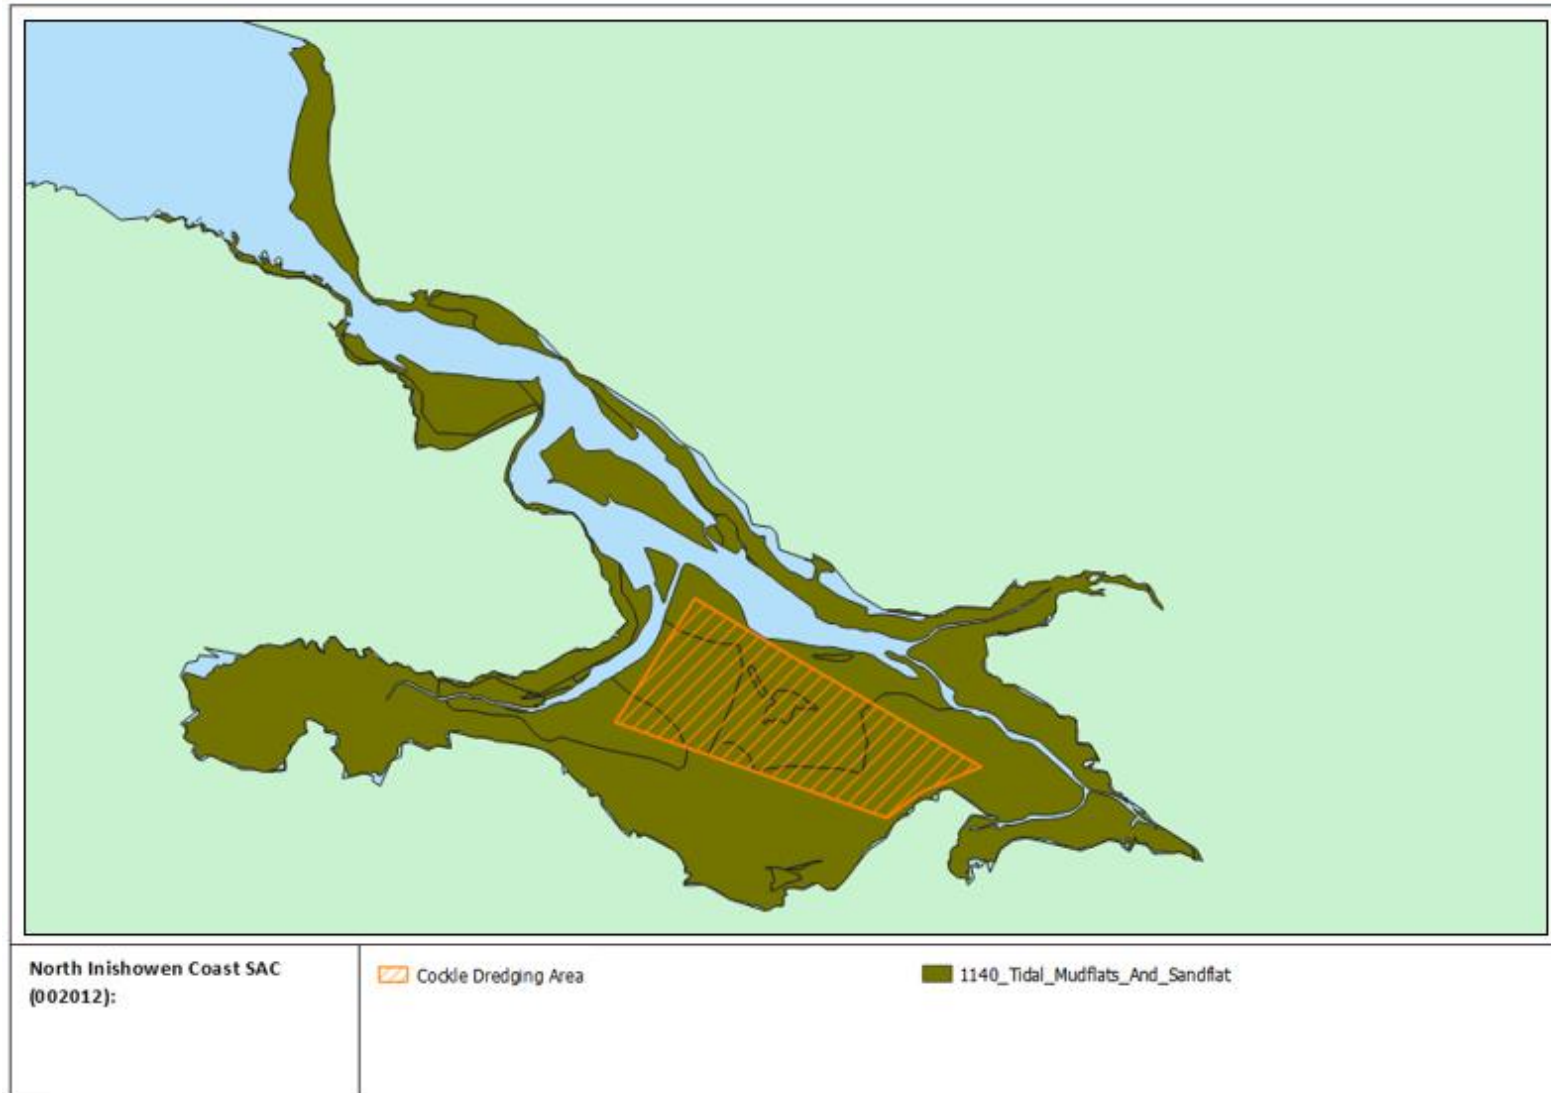 North Inishowen Coast SAC
(002012):
Cockle Dredging Area
1140_Tidal_Mudflats_And_Sandflat